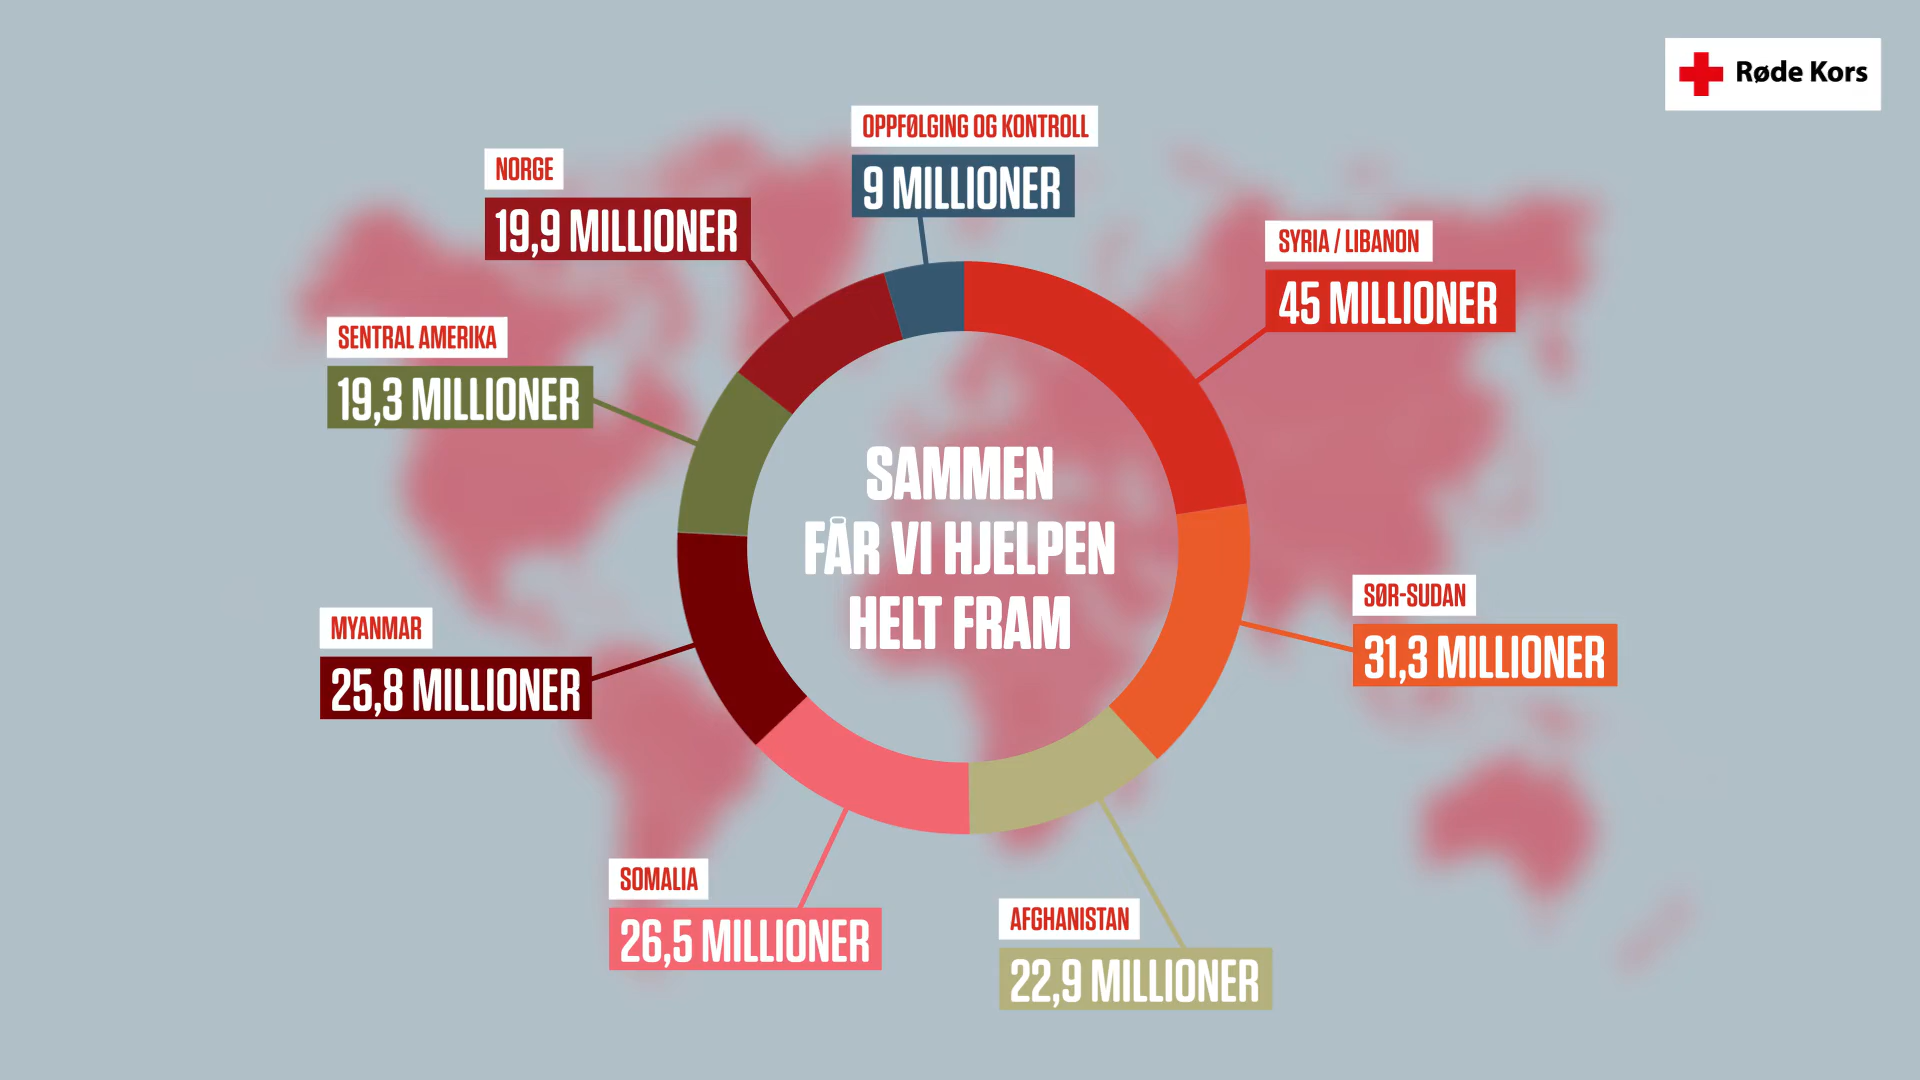 Røde Kors
OPPFØLGING OG KONTROLL
9 MILLIONER
NORGE
19,9 MILLIONER
SYRIA / LIBANON
45 MILLIONER
SENTRAL AMERIKA
19,3 MILLIONER
SAMMEN
FÅR VI HJELPEN
HELT FRAM
SØR-SUDAN
31,3 MILLIONER
MYANMAR
25,8 MILLIONER
SOMALIA
26,5 MILLIONER
AFGHANISTAN
22,9 MILLIONER